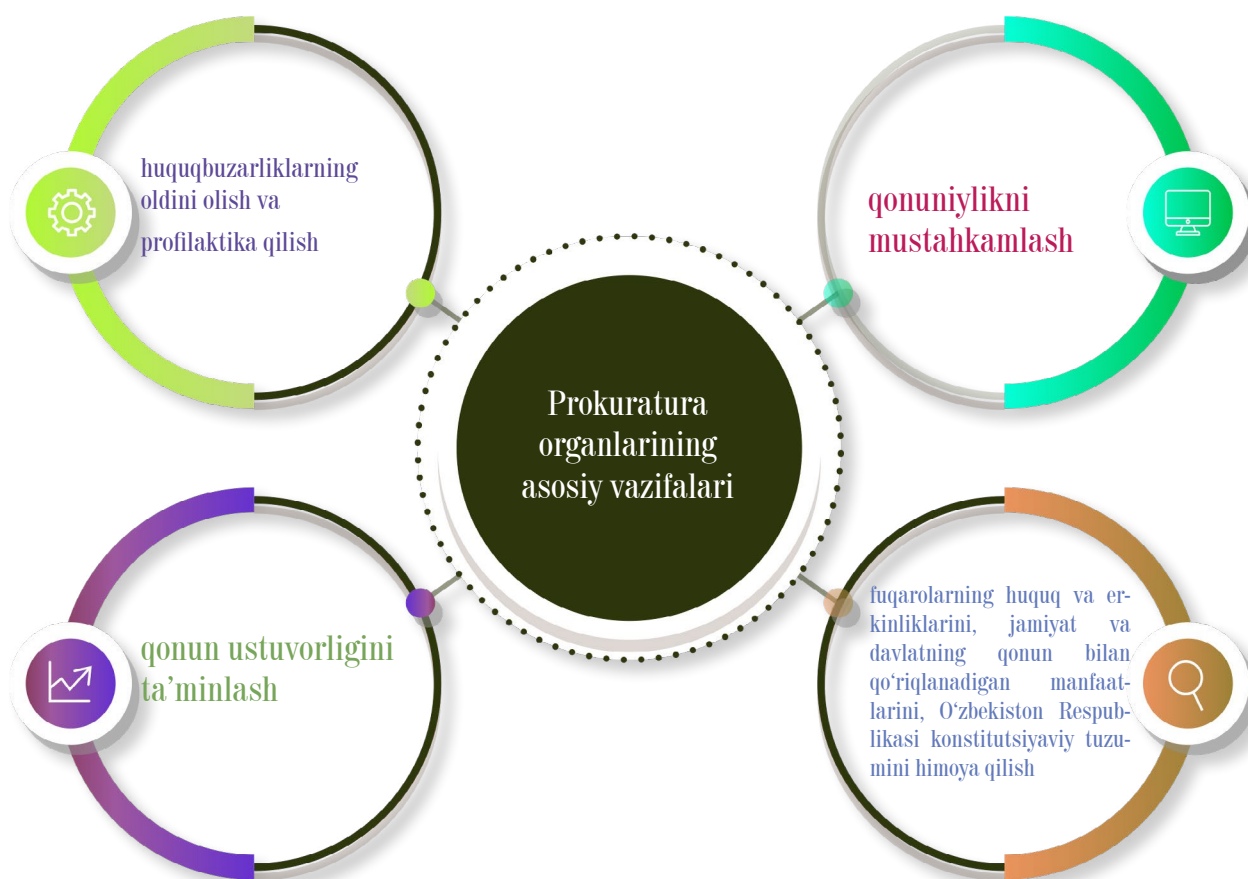 huquqbuzarliklarning
oldini olish va
profilaktika qilish
qonuniylikni
mustahkamlash
Prokuratura
organlarining
asosiy vazifalari
qonun ustuvorligini
ta’minlash
fuqarolarning huquq va er-
kinliklarini, jamiyat va
davlatning qonun bilan
qo‘riqlanadigan manfaat-
larini, O‘zbekiston Respub-
likasi konstitutsiyaviy tuzu-
mini himoya qilish